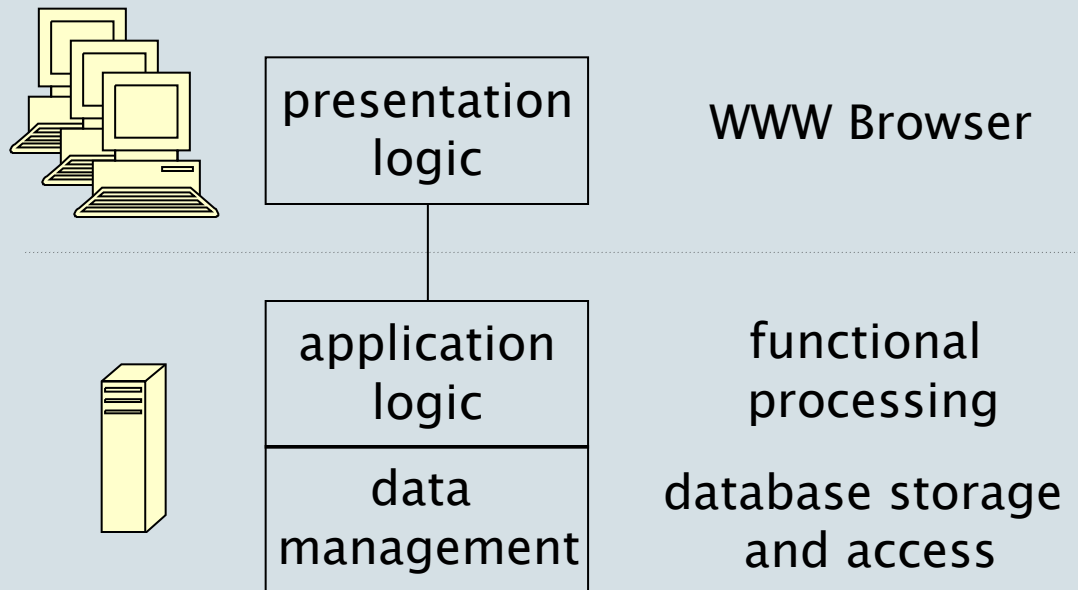 presentation
logic
WWW Browser
application
logic
functional
processing
data
management
database storage
and access